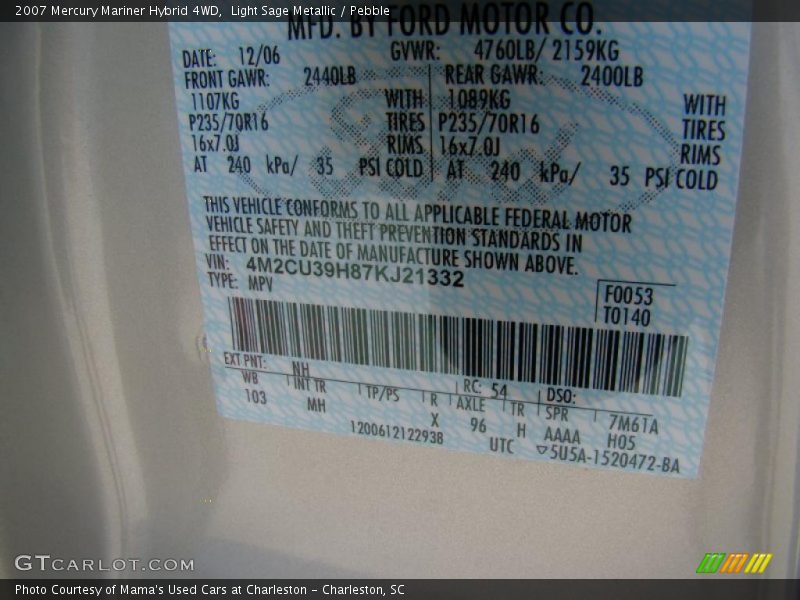 2007 Mercury Mariner Hybrid 4WD,  Light Sage Metallic / Pebble
MFD. BY FORD MOTOR CO.
DATE: 12/06 GVWR: 4760LB/ 2159KG
FRONT GAWR: 2440LB REAR GAWR: 2400LB
1107KG WITH 1089KG WITH
P235/70R16 TIRES P235/70R16 TIRES
16x7.0J RIMS 16x7.0J RIMS
AT 240 kPa/ 35 PSI COLD AT 240 kPa/ 35 PSI COLD
THIS VEHICLE CONFORMS TO ALL APPLICABLE FEDERAL MOTOR
VEHICLE SAFETY AND THEFT PREVENTION STANDARDS IN
EFFECT ON THE DATE OF MANUFACTURE SHOWN ABOVE.
VIN: 4M2CU39H87KJ21332
TYPE: MPV
F0053
T0140
EXT PNT: NH RC: 54 DSO:
WB INT TR TP/PS R AXLE TR SPR 7M61A
103 MH X 96 H AAAA H05
1200612122938 UTC ▽5U5A-1520472-BA
GTCARLOT.COM
Photo Courtesy of Mama's Used Cars at Charleston - Charleston, SC